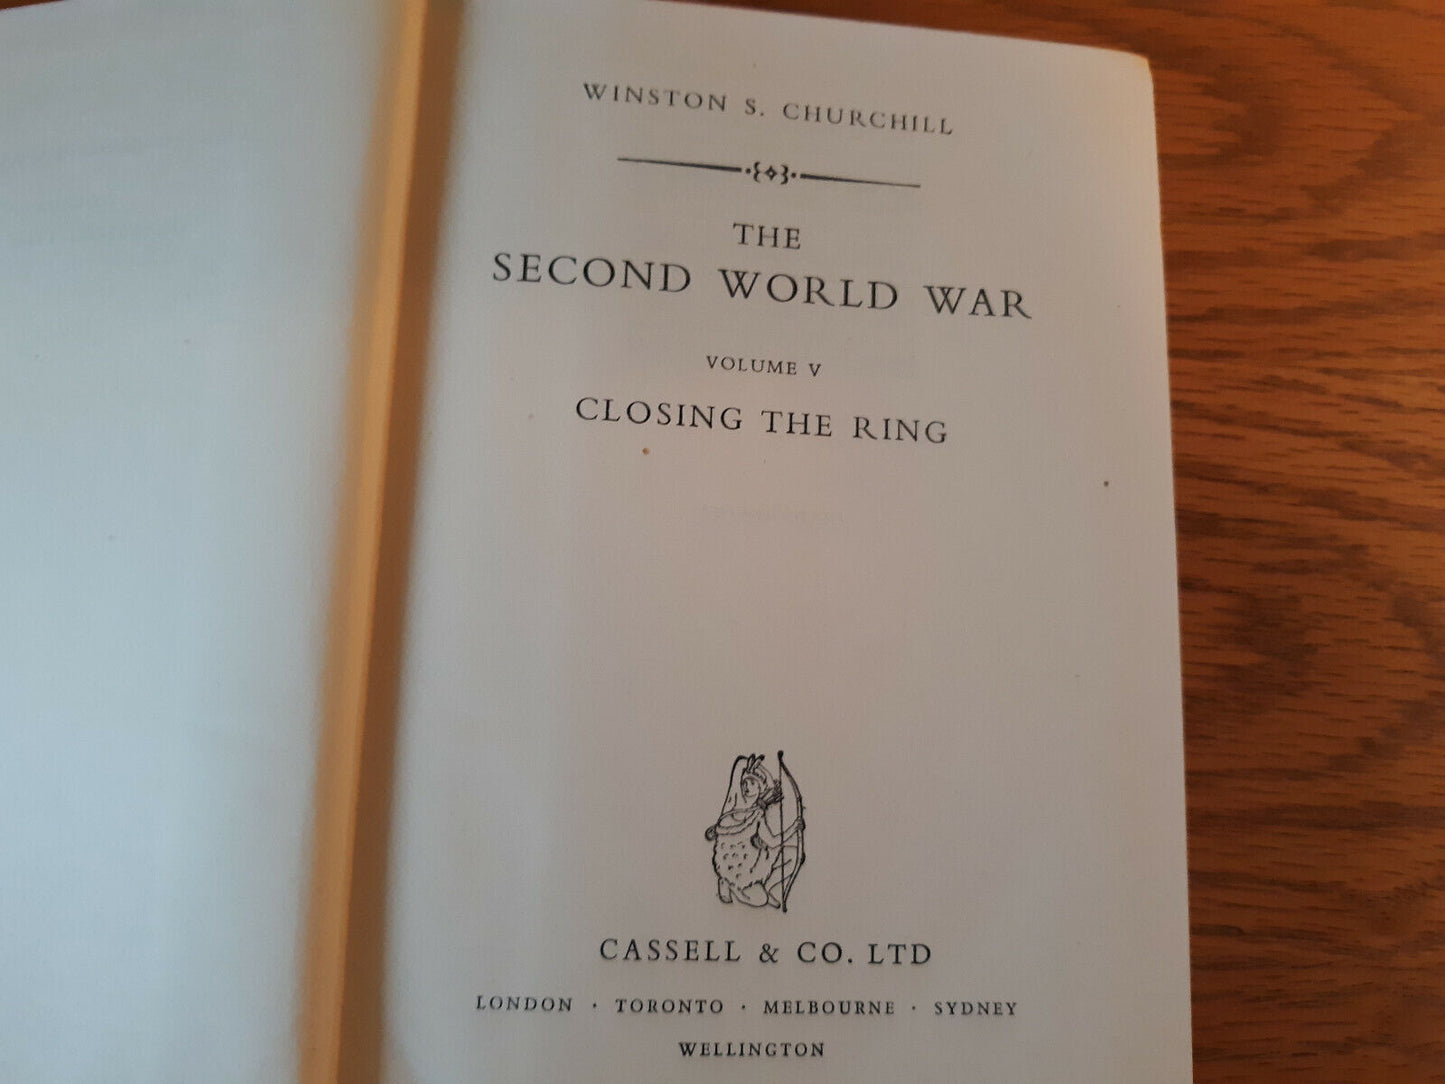 WINSTON S. CHURCHILL
THE
SECOND WORLD WAR
VOLUME V
CLOSING THE RING
CASSELL & CO. LTD
LONDON · TORONTO · MELBOURNE · SYDNEY
WELLINGTON